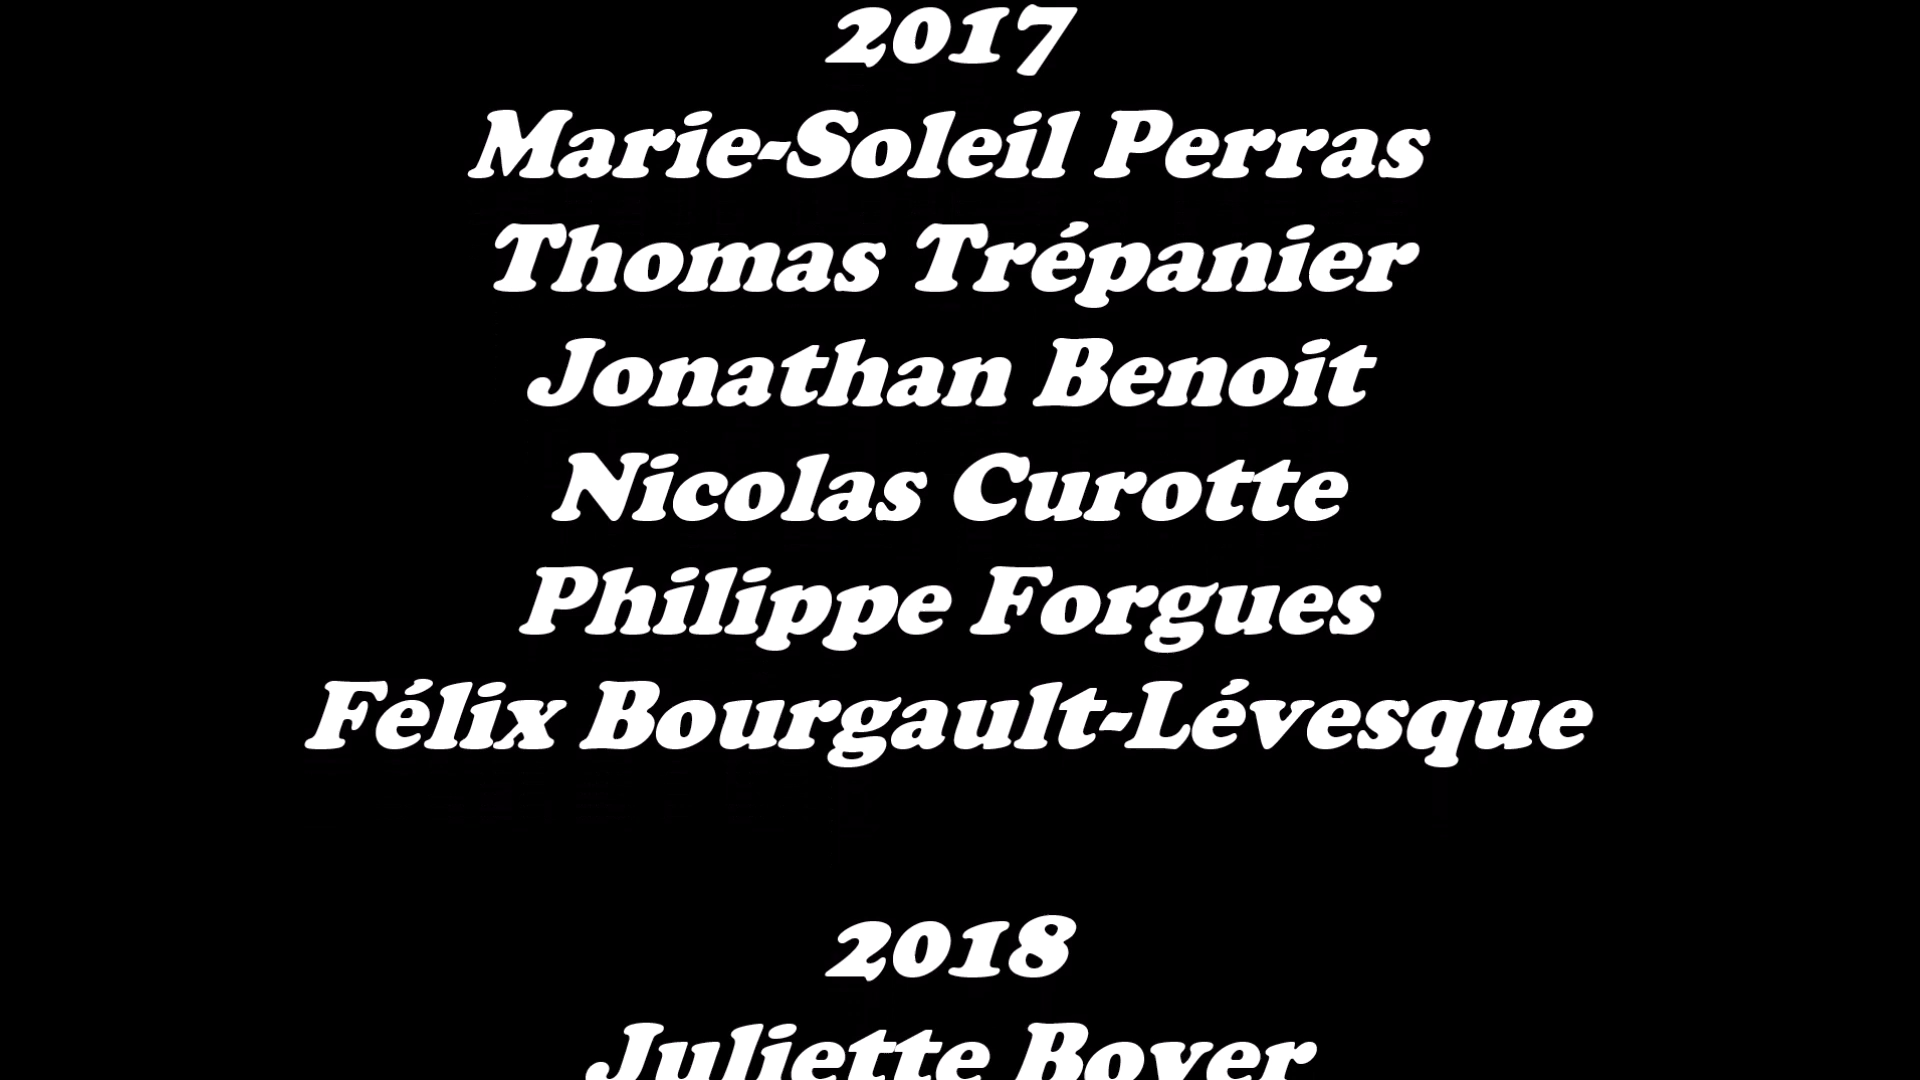 2017
Marie-Soleil Perras
Thomas Trépanier
Jonathan Benoit
Nicolas Curotte
Philippe Forgues
Félix Bourgault-Lévesque
2018
Juliette Boyer